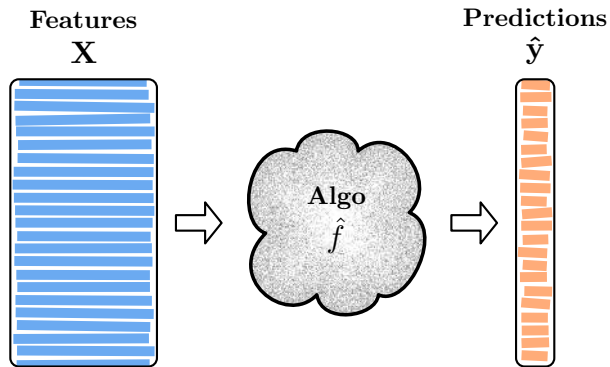 Features
X
Algo
f̂
Predictions
ŷ